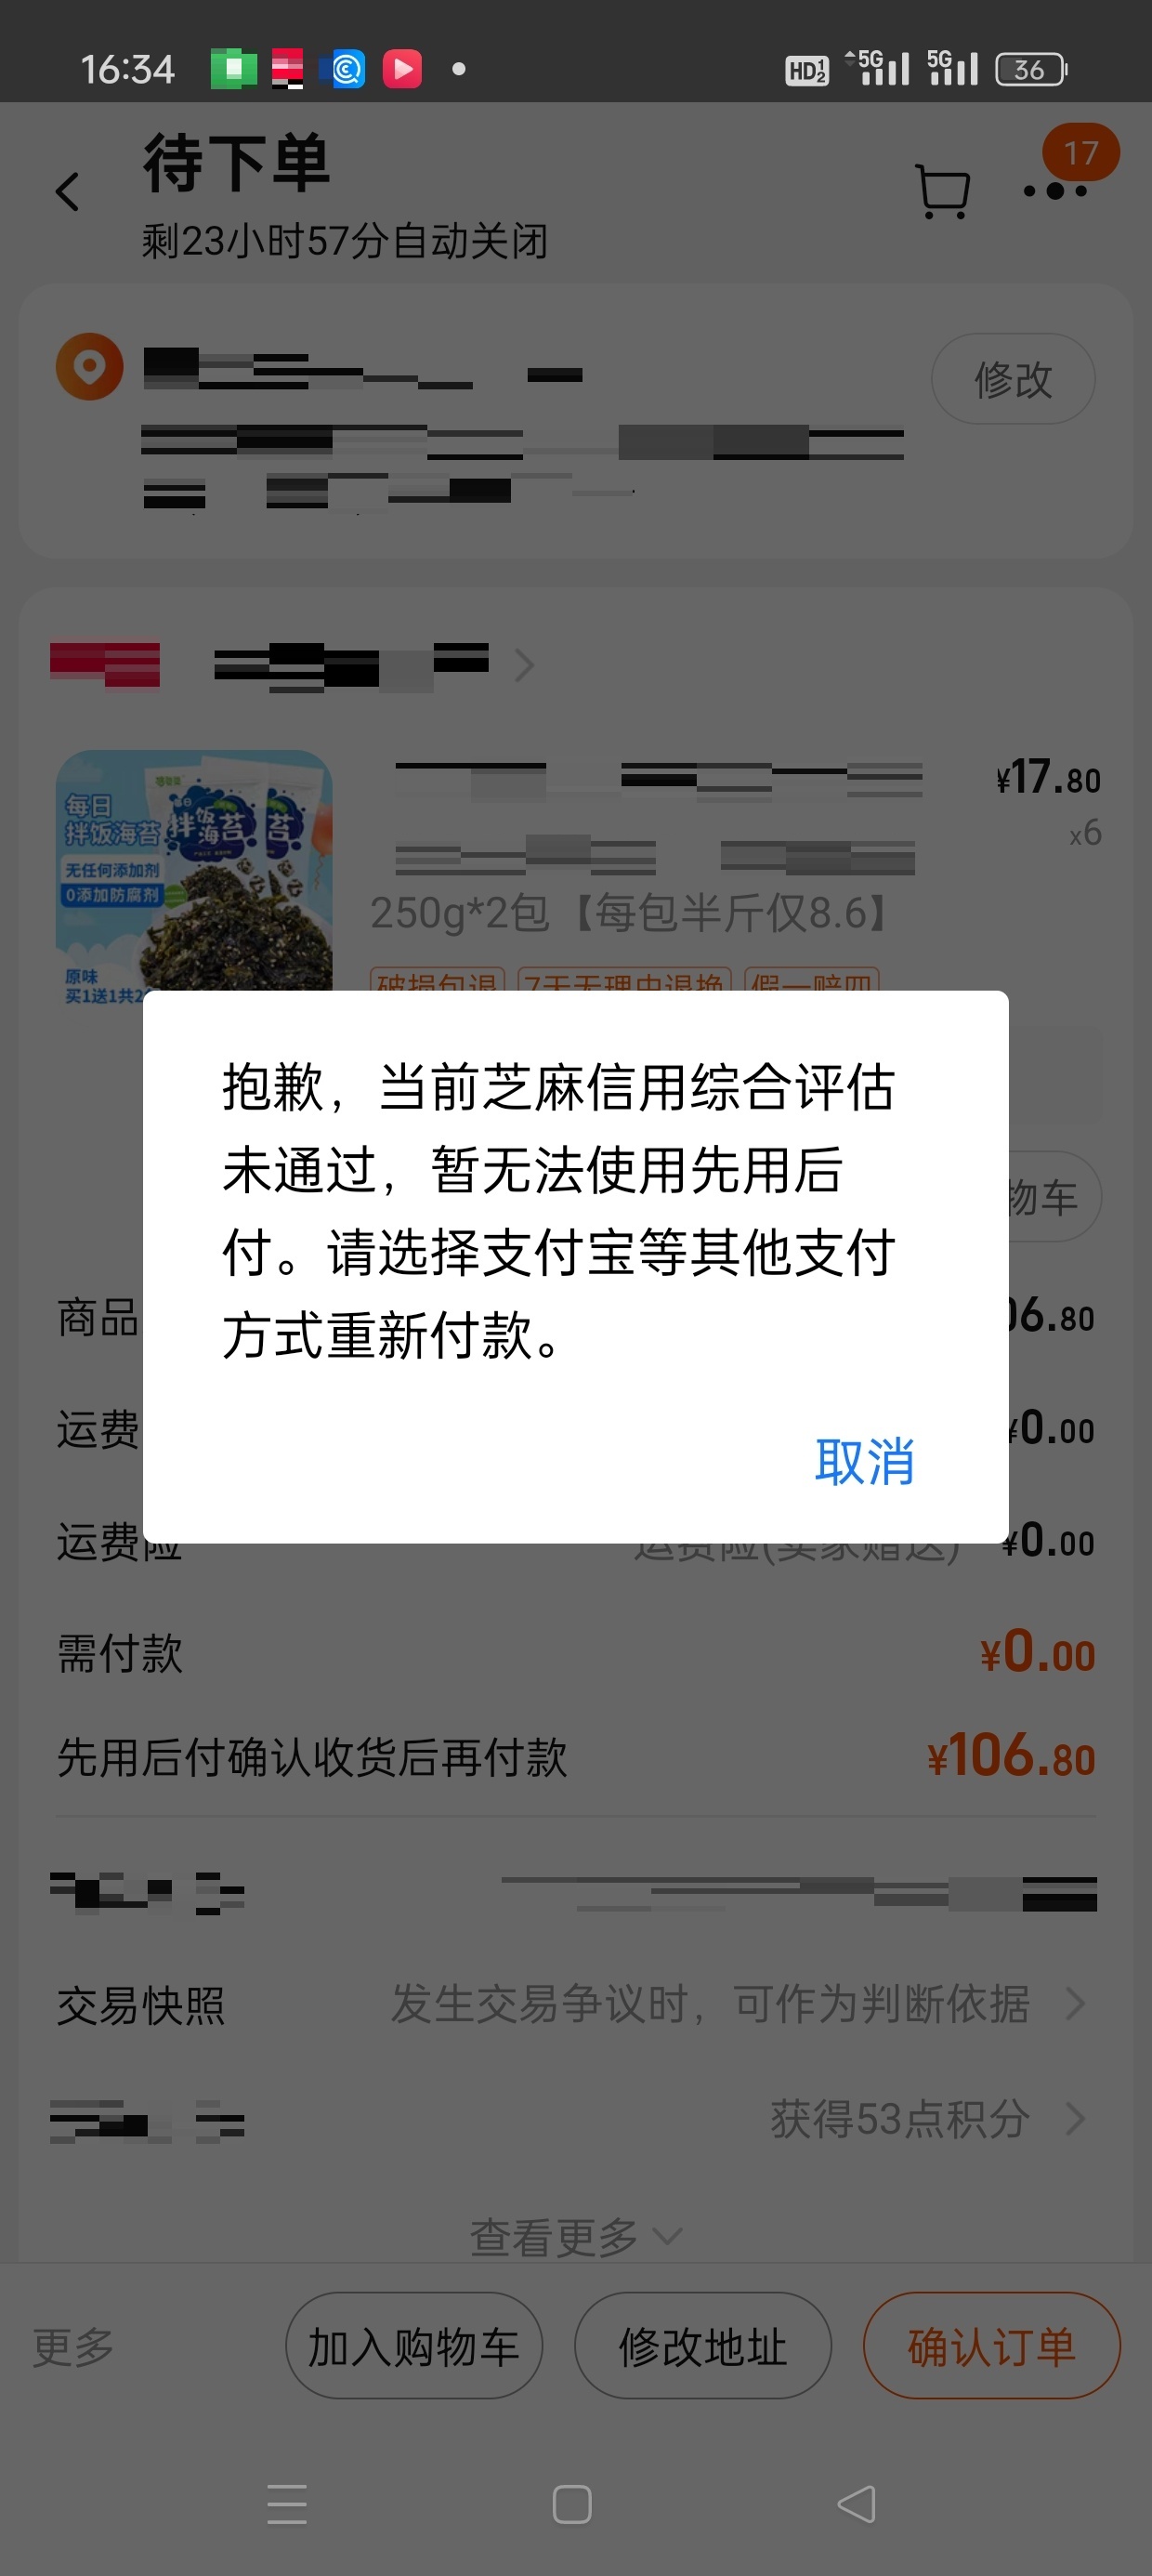 16:34
HD 1 2
5G
5G
36
待下单
17
剩23小时57分自动关闭
修改
¥17.80
x6
每日
拌饭海苔
无任何添加剂
0添加防腐剂
原味
买1送1共2
拌饭海苔
250g*2包【每包半斤仅8.6】
破损包退
7天无理由退换
假一赔四
抱歉，当前芝麻信用综合评估
未通过，暂无法使用先用后
付。请选择支付宝等其他支付
方式重新付款。
取消
物车
商品
06.80
运费
¥0.00
运费险
运费险(卖家赠送)
¥0.00
需付款
¥0.00
先用后付确认收货后再付款
¥106.80
交易快照
发生交易争议时，可作为判断依据
获得53点积分
查看更多
更多
加入购物车
修改地址
确认订单